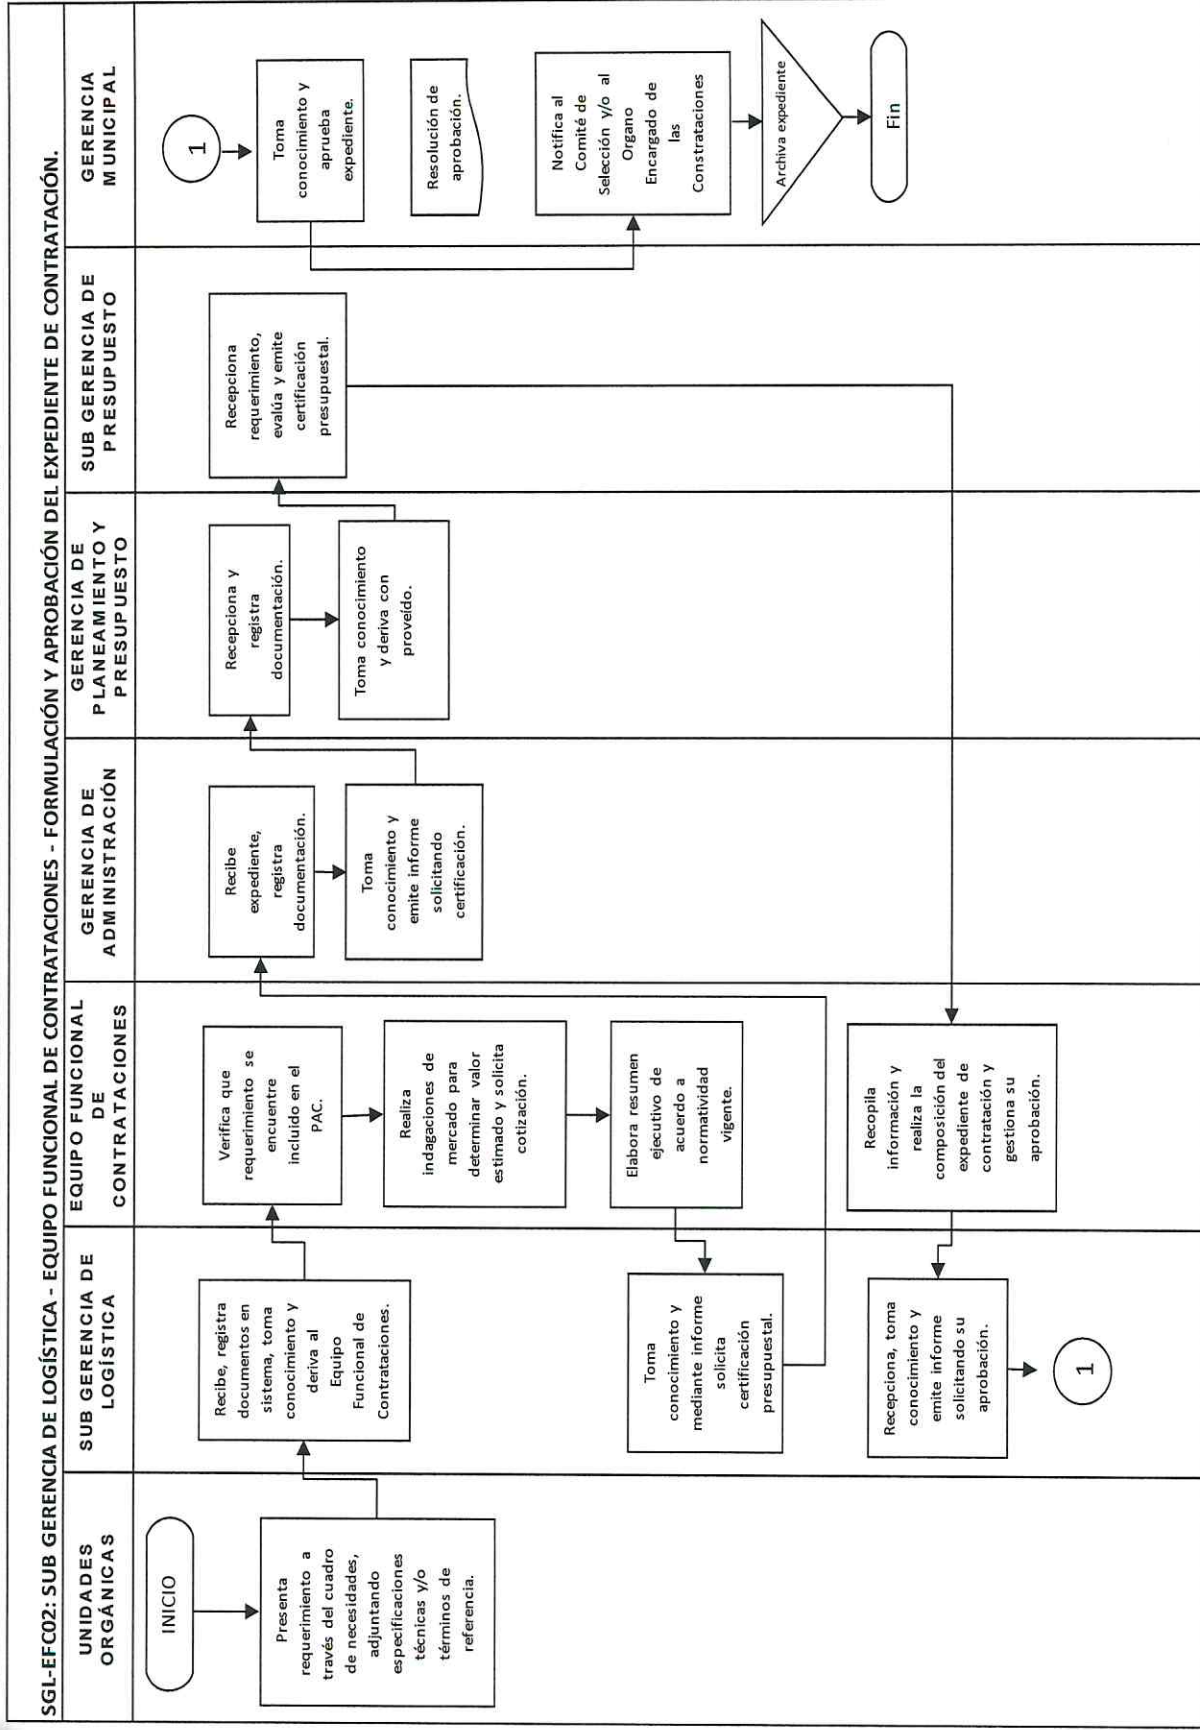 SGL-EFC02: SUB GERENCIA DE LOGÍSTICA - EQUIPO FUNCIONAL DE CONTRATACIONES - FORMULACIÓN Y APROBACIÓN DEL EXPEDIENTE DE CONTRATACIÓN.
UNIDADES
ORGÁNICAS
SUB GERENCIA DE
LOGÍSTICA
EQUIPO FUNCIONAL
DE
CONTRATACIONES
GERENCIA DE
ADMINISTRACIÓN
GERENCIA DE
PLANEAMIENTO Y
PRESUPUESTO
SUB GERENCIA DE
PRESUPUESTO
GERENCIA
MUNICIPAL
INICIO
Presenta
requerimiento a
través del cuadro
de necesidades,
adjuntando
especificaciones
técnicas y/o
términos de
referencia.
Recibe, registra
documentos en
sistema, toma
conocimiento y
deriva al
Equipo
Funcional de
Contrataciones.
Verifica que
requerimiento se
encuentre
incluido en el
PAC.
Realiza
indagaciones de
mercado para
determinar valor
estimado y solicita
cotización.
Elabora resumen
ejecutivo de
acuerdo a
normatividad
vigente.
Toma
conocimiento y
mediante informe
solicita
certificación
presupuestal.
Recibe
expediente,
registra
documentación.
Toma
conocimiento y
emite informe
solicitando
certificación.
Recepciona y
registra
documentación.
Toma conocimiento
y deriva con
proveído.
Recepciona
requerimiento,
evalúa y emite
certificación
presupuestal.
Recopila
información y
realiza la
composición del
expediente de
contratación y
gestiona su
aprobación.
Recepciona, toma
conocimiento y
emite informe
solicitando su
aprobación.
1
1
Toma
conocimiento y
aprueba
expediente.
Resolución de
aprobación.
Notifica al
Comité de
Selección y/o al
Organo
Encargado de
las
Constrataciones
Archiva expediente
Fin